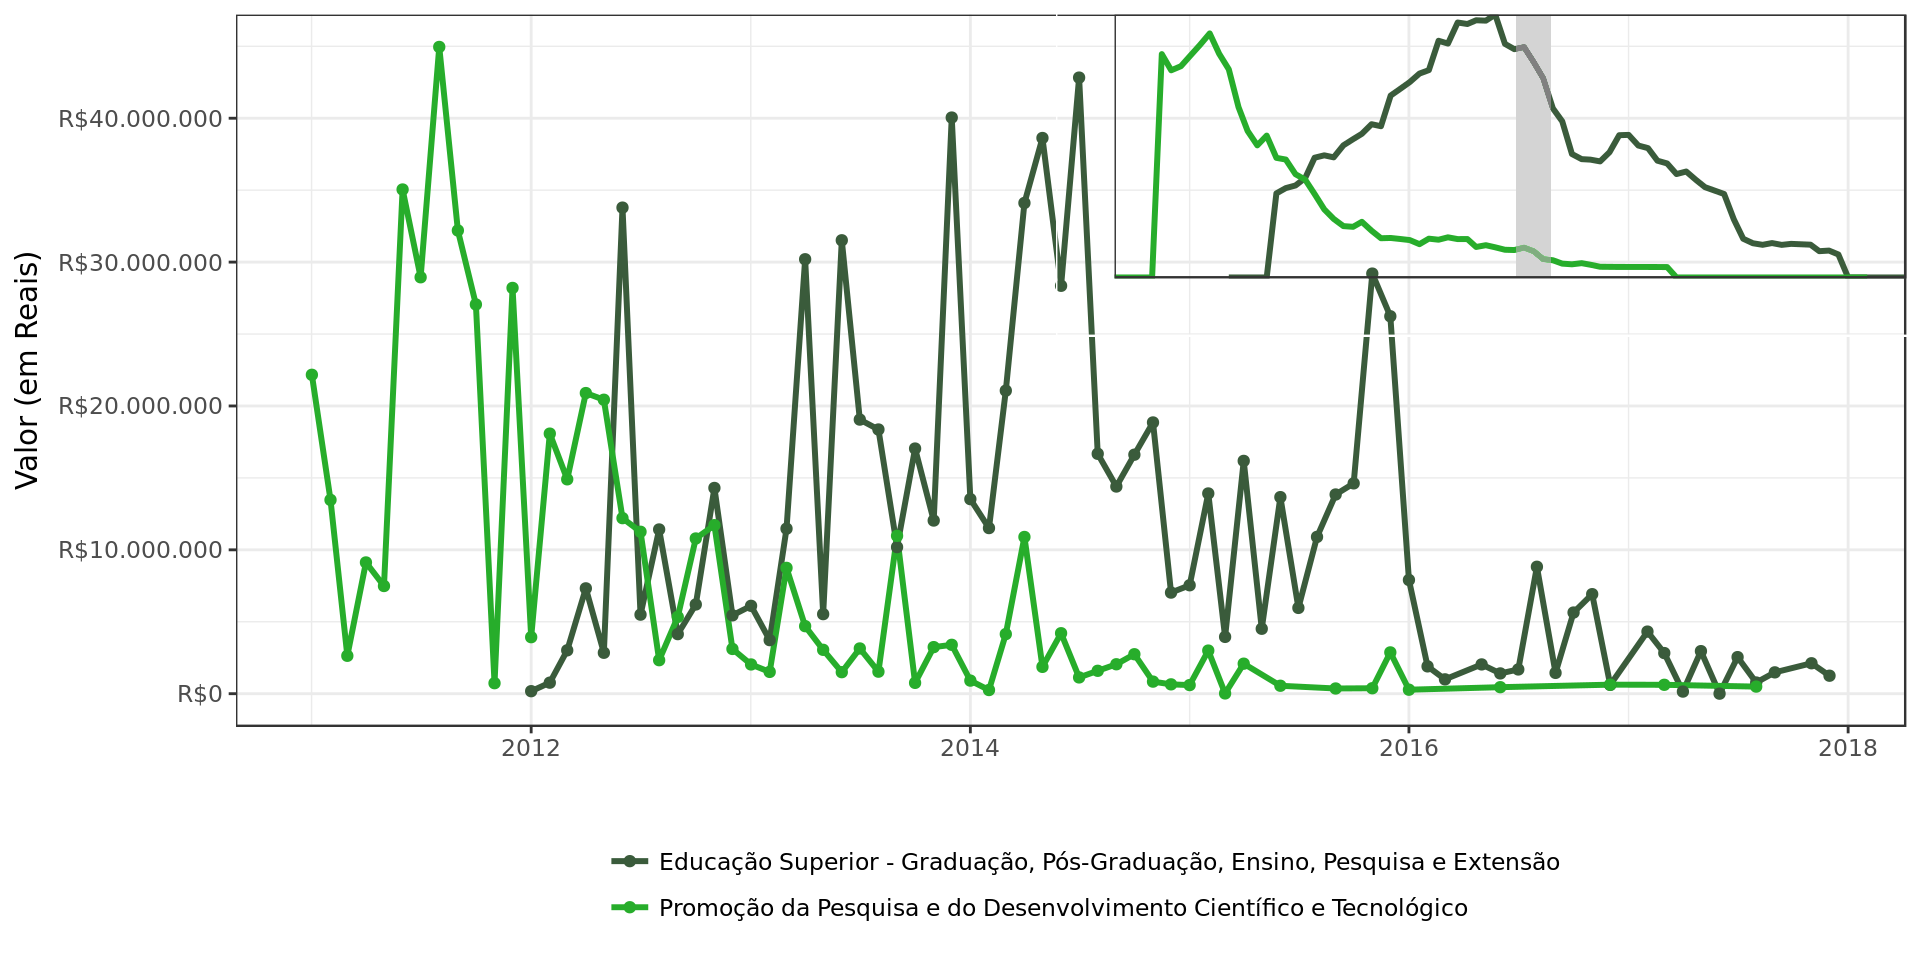 Valor (em Reais)
R$40.000.000
R$30.000.000
R$20.000.000
R$10.000.000
R$0
2012 2014 2016 2018
Educação Superior - Graduação, Pós-Graduação, Ensino, Pesquisa e Extensão
Promoção da Pesquisa e do Desenvolvimento Científico e Tecnológico